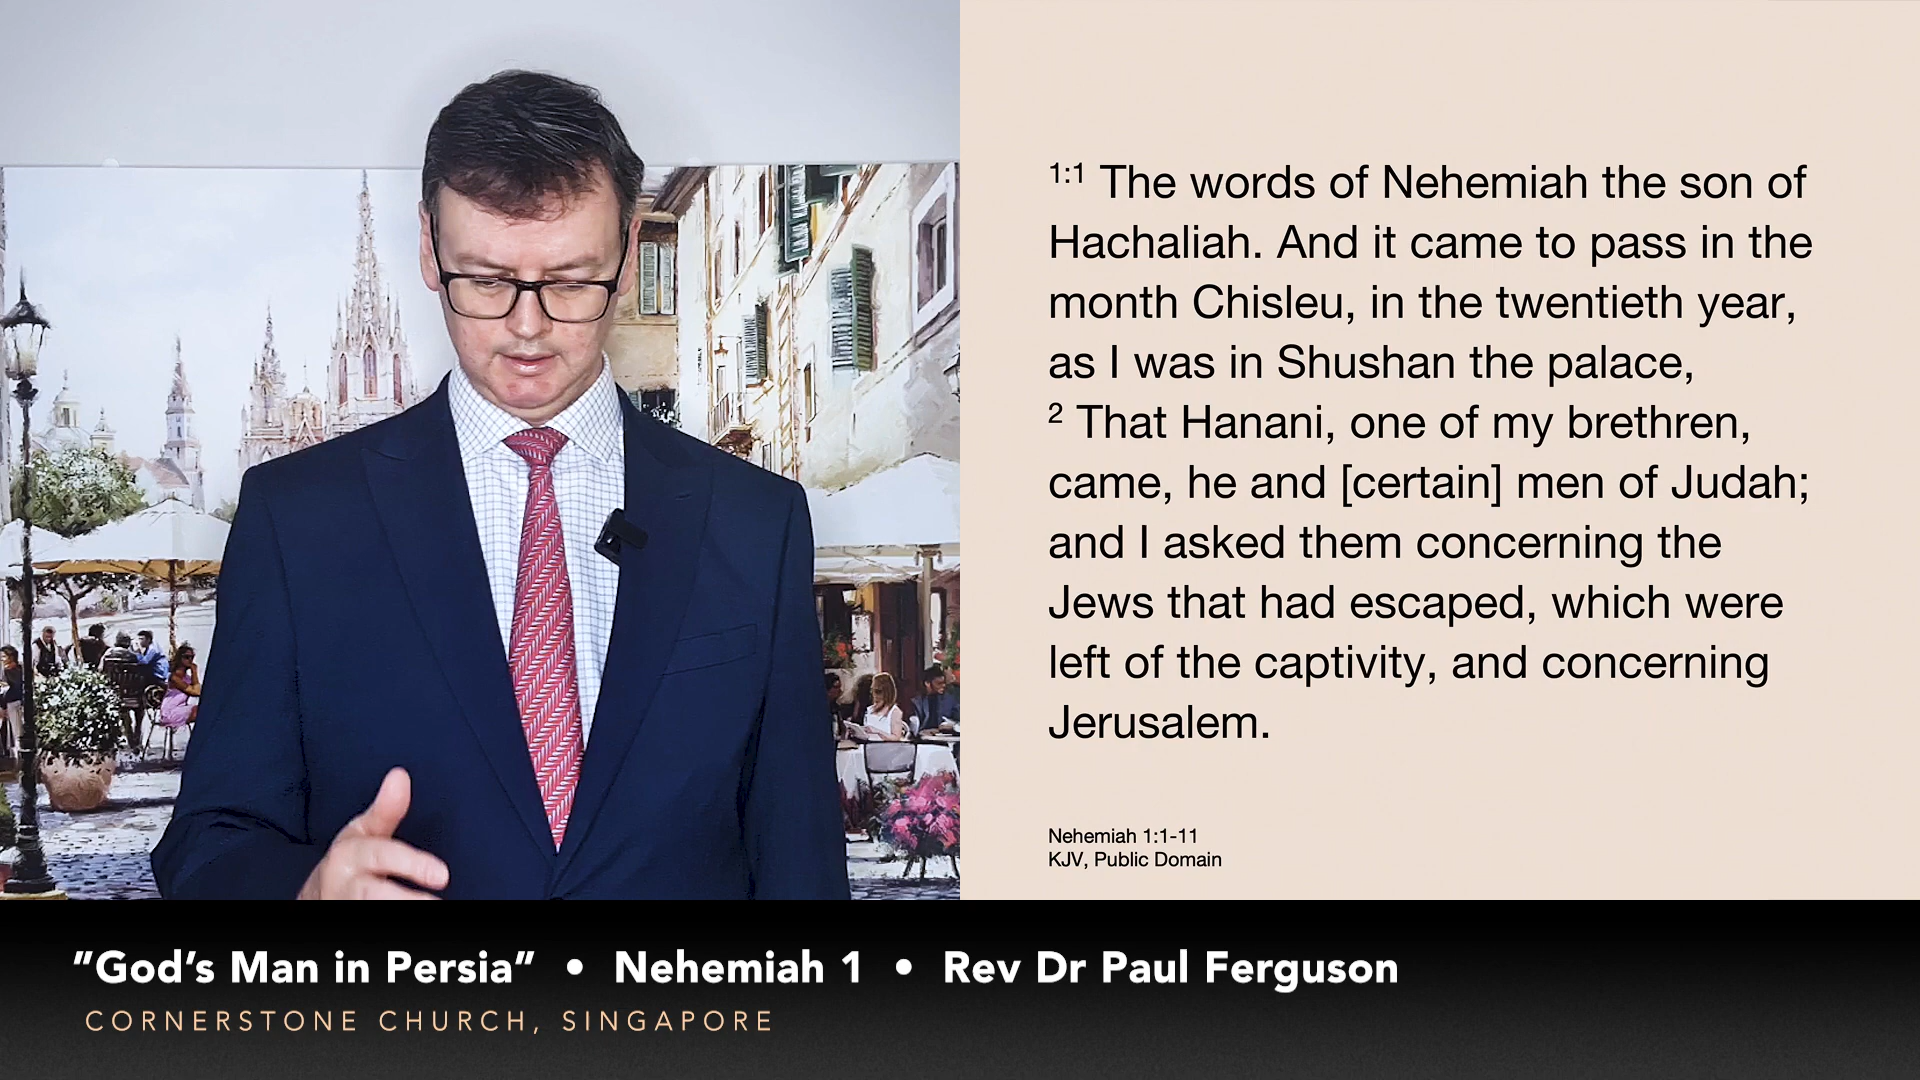 1:1 The words of Nehemiah the son of
Hachaliah. And it came to pass in the
month Chisleu, in the twentieth year,
as I was in Shushan the palace,
2 That Hanani, one of my brethren,
came, he and [certain] men of Judah;
and I asked them concerning the
Jews that had escaped, which were
left of the captivity, and concerning
Jerusalem.
Nehemiah 1:1-11
KJV, Public Domain
"God's Man in Persia" • Nehemiah 1 • Rev Dr Paul Ferguson
CORNERSTONE CHURCH, SINGAPORE